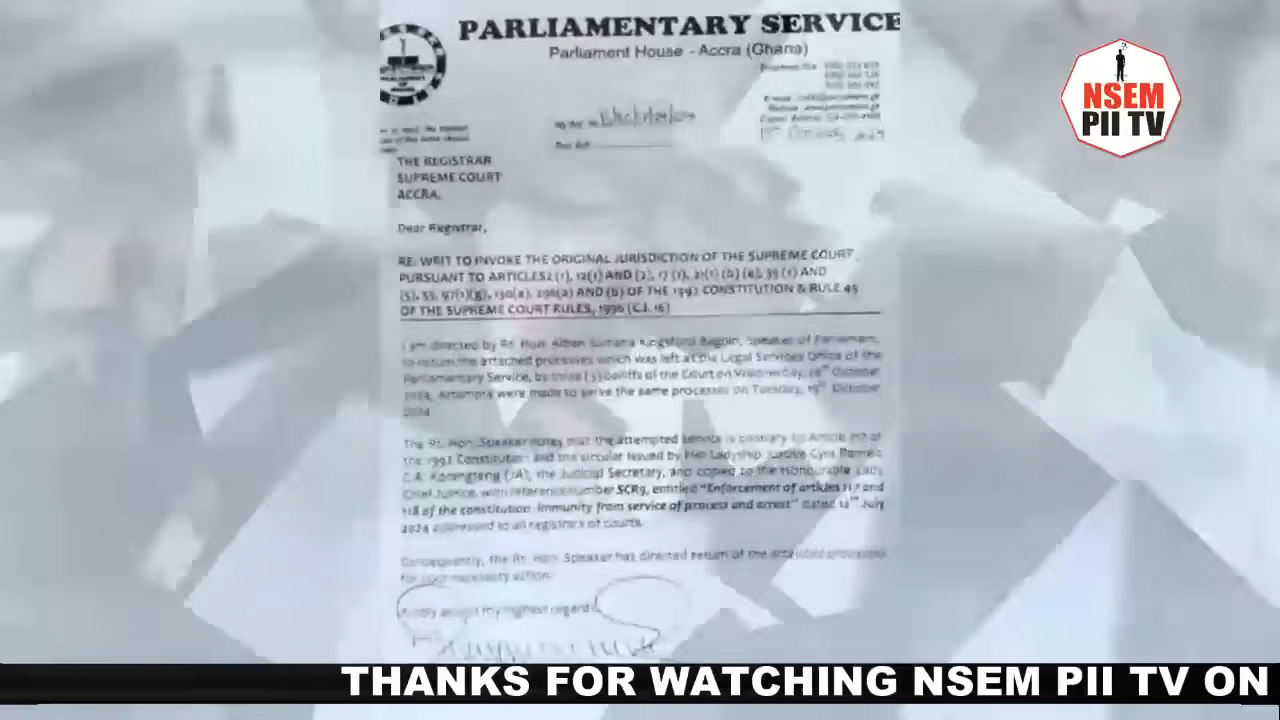 PARLIAMENTARY SERVICE
Parliament House - Accra (Ghana)
NSEM
PII TV
THE REGISTRAR
SUPREME COURT
ACCRA.
Dear Registrar,
RE: WRIT TO INVOKE THE ORIGINAL JURISDICTION OF THE SUPREME COURT
PURSUANT TO ARTICLES 2 (1), 12(1) AND (2), 17 (1), 21(1) (b) (e), 35 (1) AND
(5), 55, 97(1)(g), 296(a) AND (b) OF THE 1992 CONSTITUTION & RULE 45
OF THE SUPREME COURT RULES, 1996 (C.I. 16)
I am directed by Rt. Hon. Alban Sumana Kingsford Bagbin, Speaker of Parliament,
to return the attached processes which was left at the Legal Services Office of the
Parliamentary Service, by three (3) bailiffs of the Court on Wednesday, October
2024. Attempts were made to serve the same processes on Tuesday, 15th October
2024
The Rt. Hon. Speaker notes that the attempted service is contrary to Article 117 of
the 1992 Constitution and the circular issued by Her Ladyship Justice Cyra Pamela
C.A. Koranteng (JA), the Judicial Secretary, and copied to the Honourable Lady
Chief Justice, with reference number SCR9, entitled "Enforcement of articles 117 and
118 of the constitution- Immunity from service of process and arrest" dated 12th July
2024 addressed to all registrars of courts.
Consequently, the Rt. Hon. Speaker has directed return of the attached processes
for your necessary action.
Kindly accept my highest regards.
THANKS FOR WATCHING NSEM PII TV ON